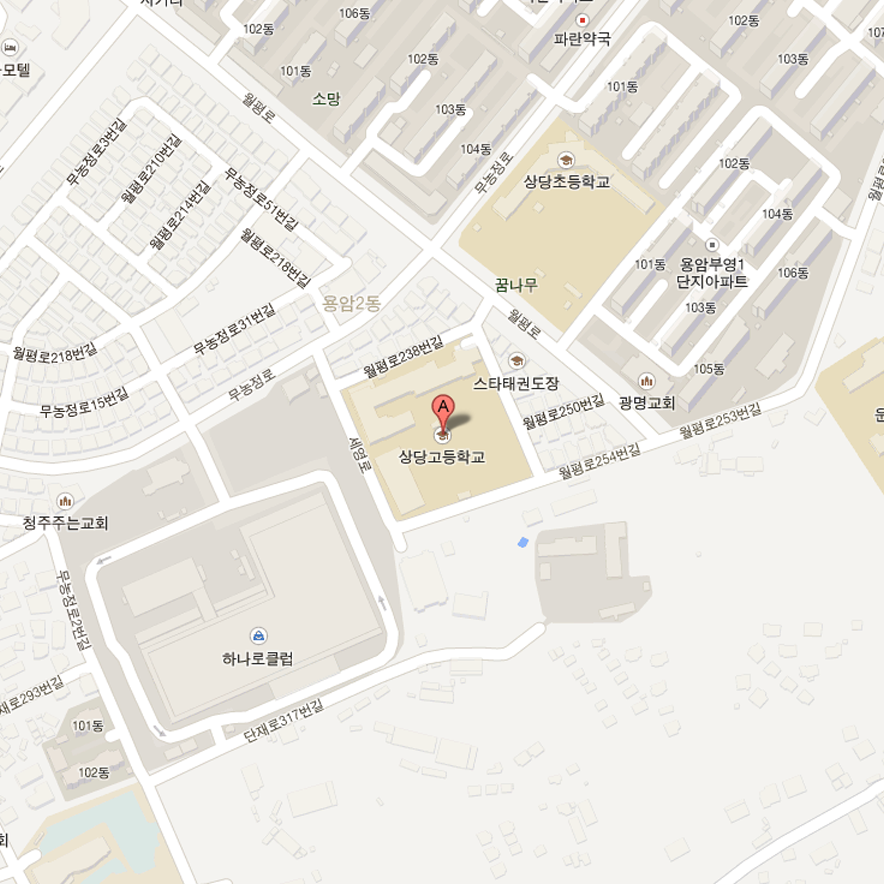 106동
102동
102동
파란약국
107
모텔
101동
102동
103동
소망
101동
월평로
103동
104동
무농정로3번길
102동
월평로210번길
무농정로
상당초등학교
월평로214번길
무농정로51번길
104동
월평로218번길
용암부영1
단지아파트
101동
106동
꿈나무
용암2동
103동
월평로
무농정로31번길
월평로238번길
월평로218번길
105동
무농정로
스타태권도장
무농정로15번길
A
월평로250번길
광명교회
월평로253번길
세영로
상당고등학교
월평로254번길
청주주는교회
무농정로2번길
하나로클럽
재로293번길
101동
단재로317번길
102동
회